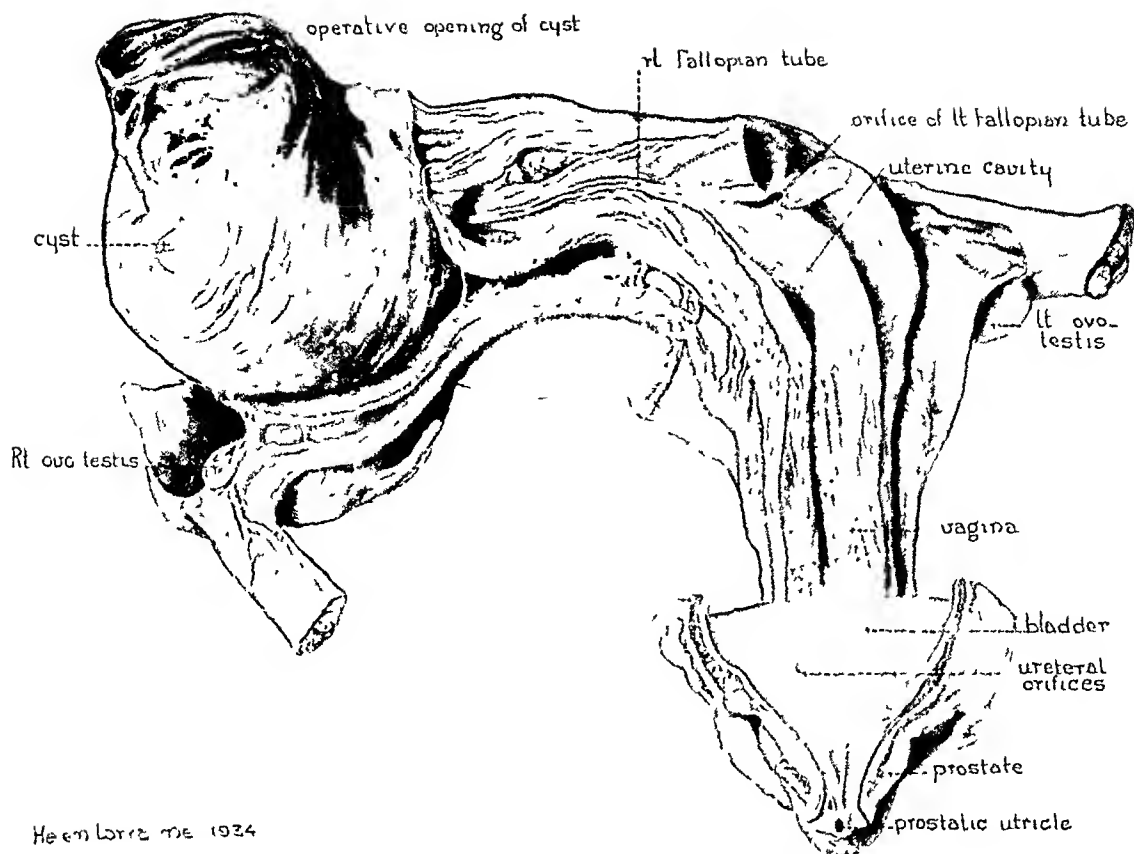 operative opening of cyst
rt Fallopian tube
orifice of lt Fallopian tube
uterine cavity
cyst
lt ovo-
testis
Rt ovo testis
vagina
bladder
ureteral
orifices
prostate
prostatic utricle
1934